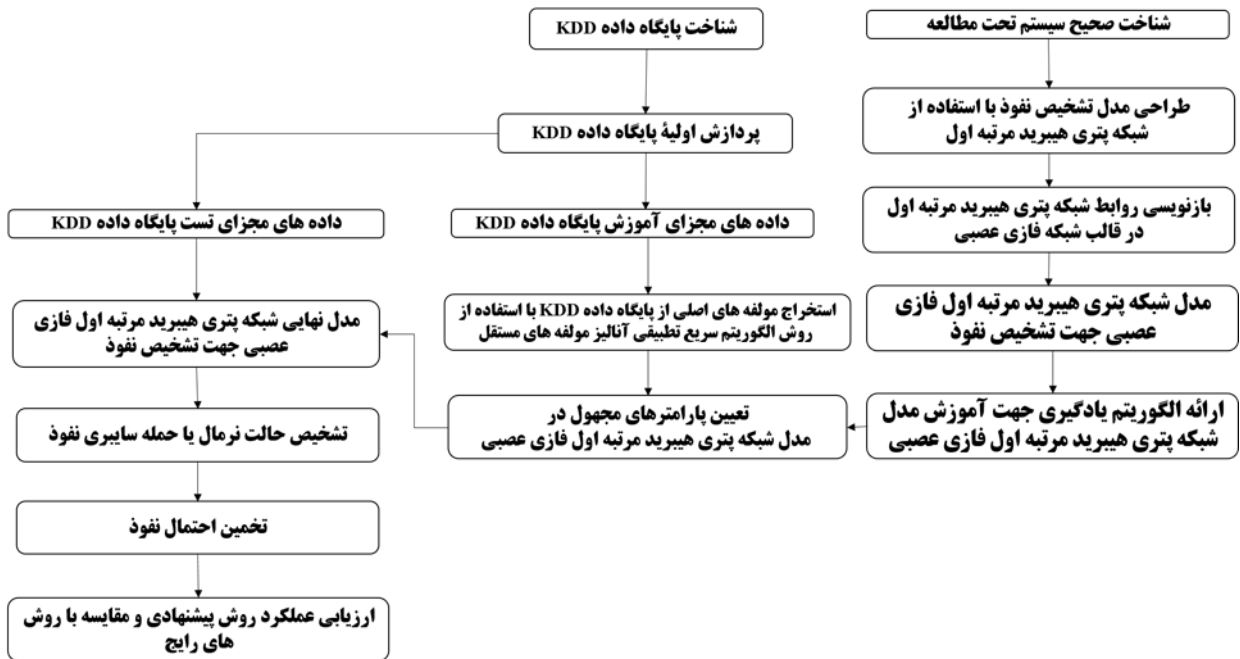 شناخت صحیح سیستم تحت مطالعه
طراحی مدل تشخیص نفوذ با استفاده از
شبکه پتری هیبرید مرتبه اول
بازنویسی روابط شبکه پتری هیبرید مرتبه اول
در قالب شبکه فازی عصبی
مدل شبکه پتری هیبرید مرتبه اول فازی
عصبی جهت تشخیص نفوذ
ارائه الگوریتم یادگیری جهت آموزش مدل
شبکه پتری هیبرید مرتبه اول فازی عصبی
شناخت پایگاه داده KDD
پردازش اولیۀ پایگاه داده KDD
داده های مجزای آموزش پایگاه داده KDD
استخراج مولفه های اصلی از پایگاه داده KDD با استفاده از
روش الگوریتم سریع تطبیقی آنالیز مولفه های مستقل
تعیین پارامترهای مجهول در
مدل شبکه پتری هیبرید مرتبه اول فازی عصبی
داده های مجزای تست پایگاه داده KDD
مدل نهایی شبکه پتری هیبرید مرتبه اول فازی
عصبی جهت تشخیص نفوذ
تشخیص حالت نرمال یا حمله سایبری نفوذ
تخمین احتمال نفوذ
ارزیابی عملکرد روش پیشنهادی و مقایسه با روش
های رایج